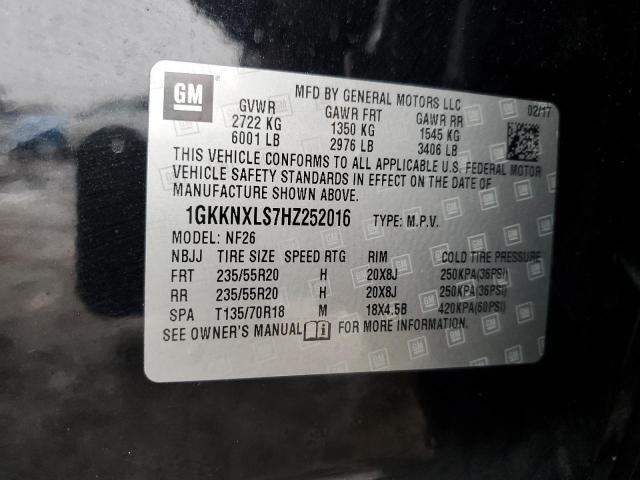 GM
MFD BY GENERAL MOTORS LLC
02/17
GVWR GAWR FRT GAWR RR
2722 KG 1350 KG 1545 KG
6001 LB 2976 LB 3406 LB
THIS VEHICLE CONFORMS TO ALL APPLICABLE U.S. FEDERAL MOTOR
VEHICLE SAFETY STANDARDS IN EFFECT ON THE DATE OF
MANUFACTURE SHOWN ABOVE.
1GKKNXLS7HZ252016 TYPE: M.P.V.
MODEL: NF26
NBJJ TIRE SIZE SPEED RTG RIM COLD TIRE PRESSURE
FRT 235/55R20 H 20X8J 250KPA(36PSI)
RR 235/55R20 H 20X8J 250KPA(36PSI)
SPA T135/70R18 M 18X4.5B 420KPA(60PSI)
SEE OWNER'S MANUAL FOR MORE INFORMATION.